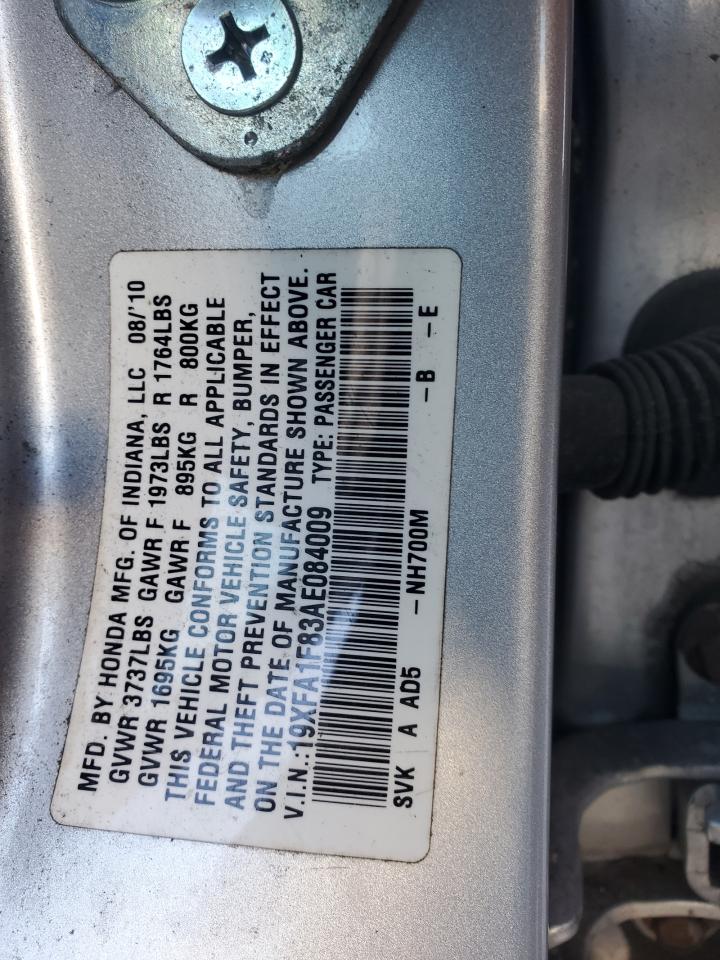 MFD. BY HONDA MFG. OF INDIANA, LLC 08/'10
GVWR 3737LBS GAWR F 1973LBS R 1764LBS
GVWR 1695KG GAWR F 895KG R 800KG
THIS VEHICLE CONFORMS TO ALL APPLICABLE
FEDERAL MOTOR VEHICLE SAFETY, BUMPER,
AND THEFT PREVENTION STANDARDS IN EFFECT
ON THE DATE OF MANUFACTURE SHOWN ABOVE.
V.I.N.:19XFA1F83AE084009 TYPE: PASSENGER CAR
SVK A AD5 – NH700M – B – E